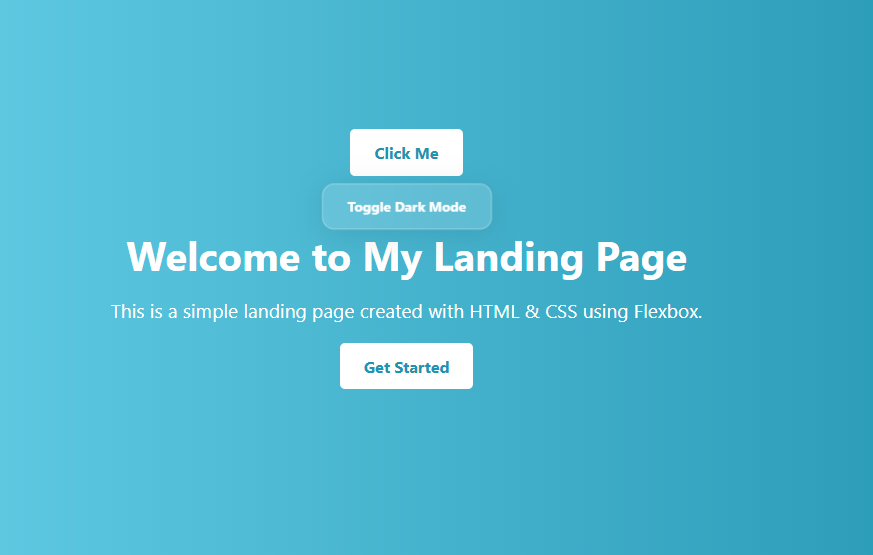 Click Me
Toggle Dark Mode
Welcome to My Landing Page
This is a simple landing page created with HTML & CSS using Flexbox.
Get Started